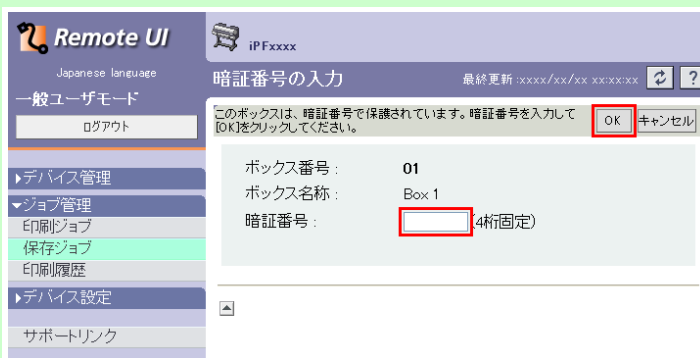 Remote UI
Japanese language
一般ユーザモード
ログアウト
▶デバイス管理
▼ジョブ管理
印刷ジョブ
保存ジョブ
印刷履歴
▶デバイス設定
サポートリンク
iPFxxxx
暗証番号の入力
最終更新 :xxxx/xx/xx xx:xx:xx
?
このボックスは、暗証番号で保護されています。暗証番号を入力して
[OK]をクリックしてください。
OK
キャンセル
ボックス番号 : 01
ボックス名称 : Box 1
暗証番号 : (4桁固定)